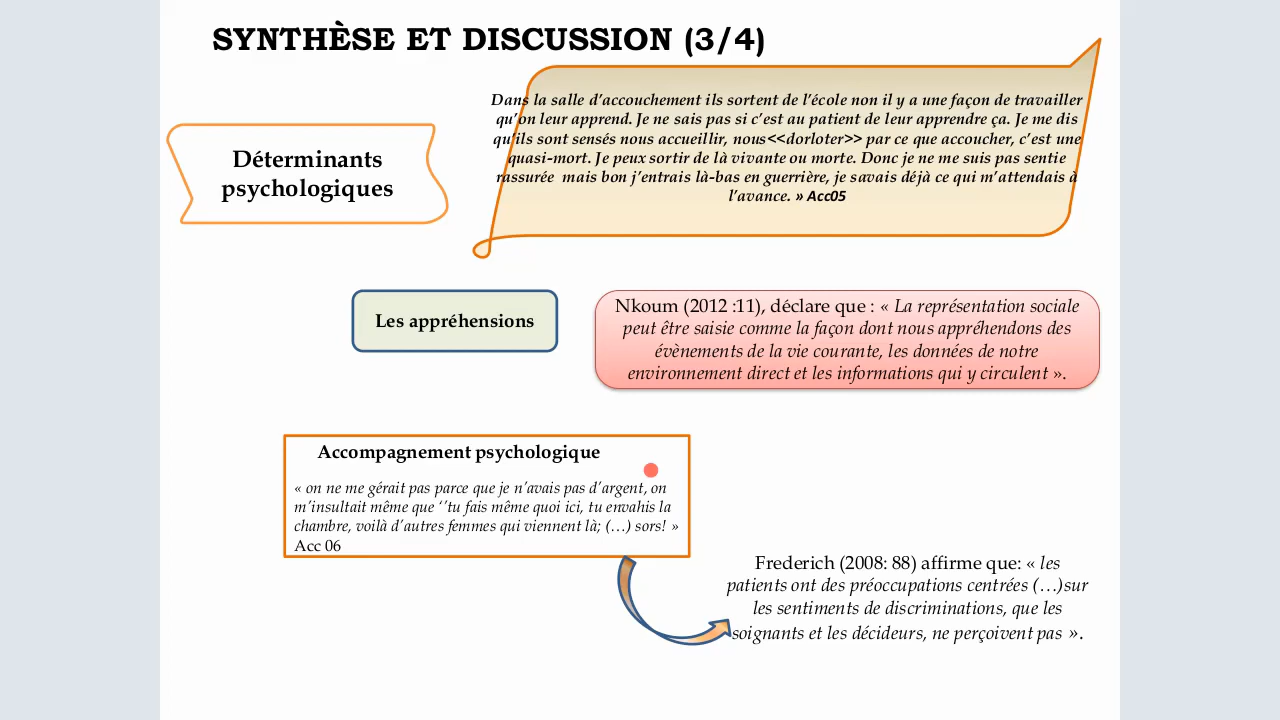 SYNTHÈSE ET DISCUSSION (3/4)
Dans la salle d’accouchement ils sortent de l’école non il y a une façon de travailler
qu’on leur apprend. Je ne sais pas si c’est au patient de leur apprendre ça. Je me dis
qu’ils sont sensés nous accueillir, nous<<dorloter>> par ce que accoucher, c’est une
quasi-mort. Je peux sortir de là vivante ou morte. Donc je ne me suis pas sentie
rassurée mais bon j’entrais là-bas en guerrière, je savais déjà ce qui m’attendais à
l’avance. » Acc05
Déterminants
psychologiques
Les appréhensions
Nkoum (2012 :11), déclare que : « La représentation sociale
peut être saisie comme la façon dont nous appréhendons des
évènements de la vie courante, les données de notre
environnement direct et les informations qui y circulent ».
Accompagnement psychologique
« on ne me gérait pas parce que je n’avais pas d’argent, on
m’insultait même que ‘’tu fais même quoi ici, tu envahis la
chambre, voilà d’autres femmes qui viennent là; (…) sors! »
Acc 06
Frederich (2008: 88) affirme que: « les
patients ont des préoccupations centrées (…)sur
les sentiments de discriminations, que les
soignants et les décideurs, ne perçoivent pas ».